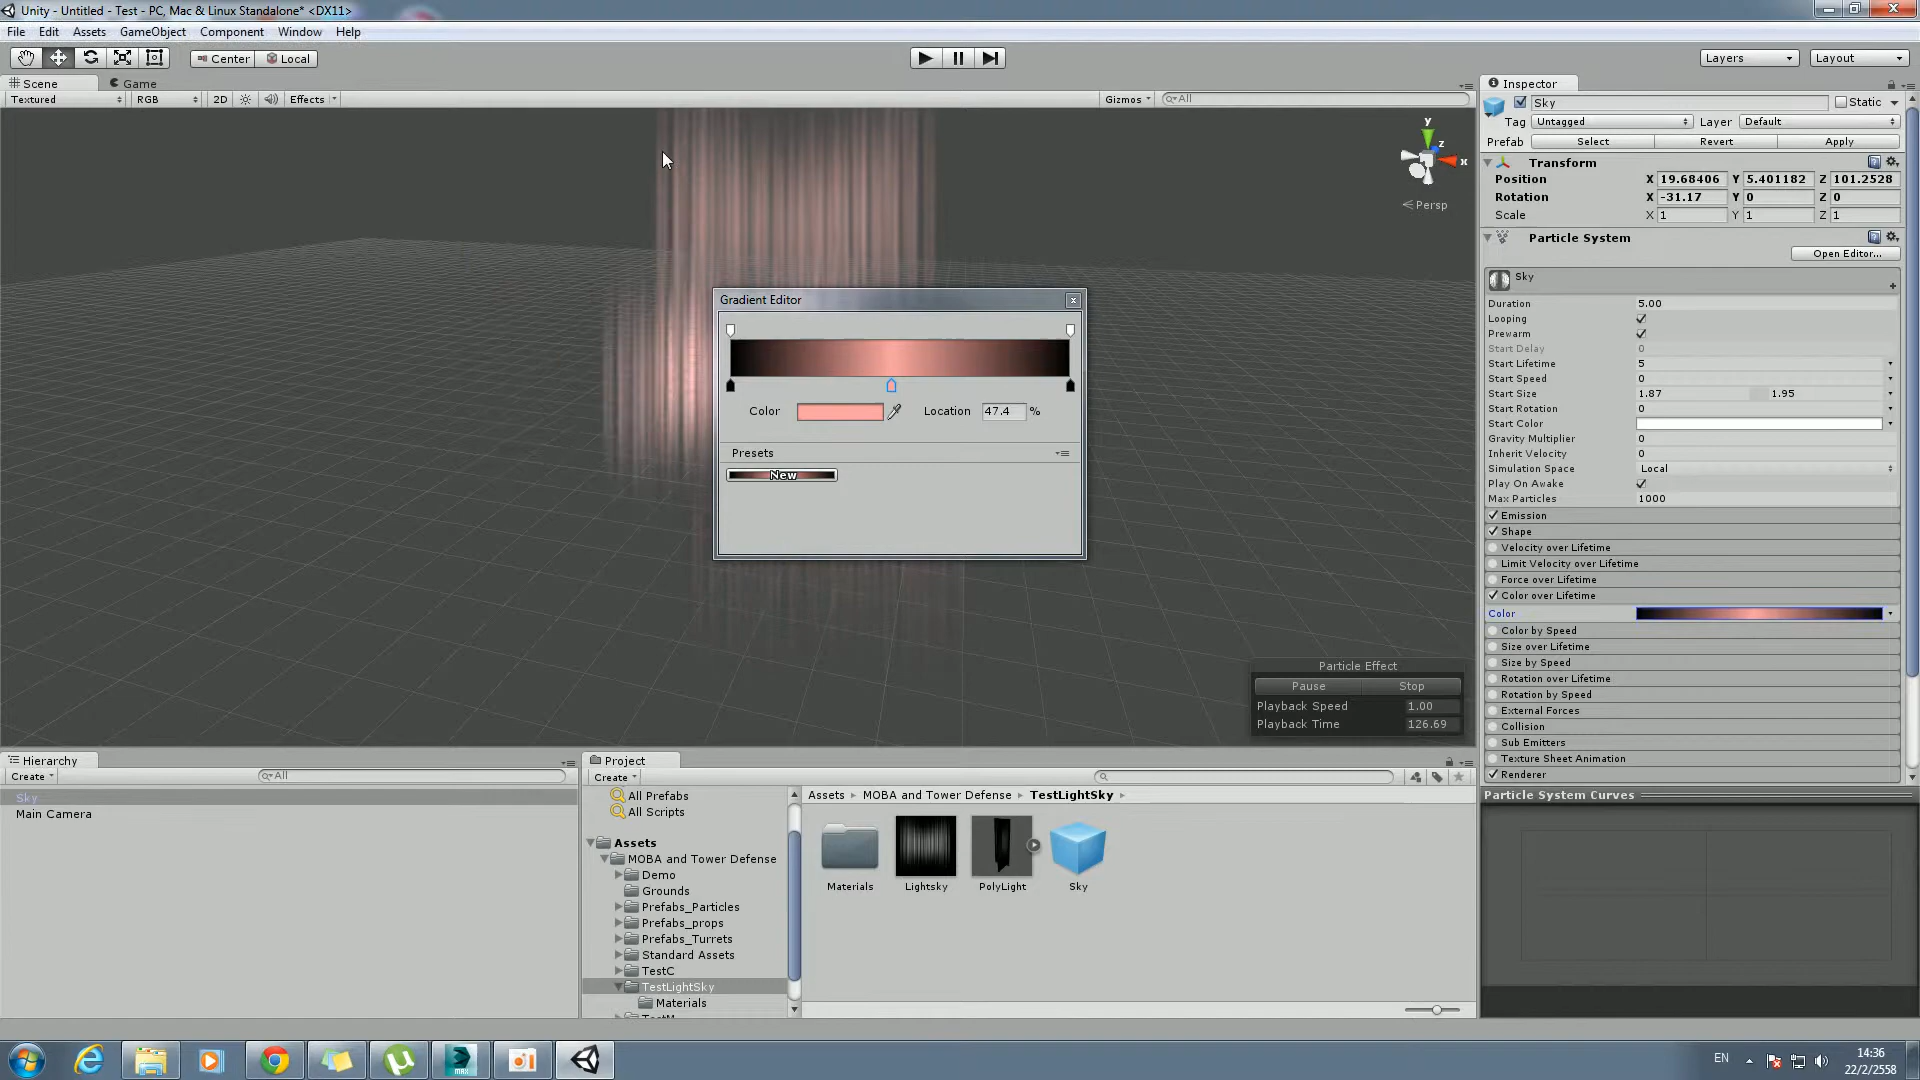 Unity - Untitled - Test - PC, Mac & Linux Standalone* <DX11>
File Edit Assets GameObject Component Window Help
Center Local Layers Layout
Scene Game
Textured RGB 2D Effects Gizmos All
y
z
x
Persp
Gradient Editor
Color Location 47.4 %
Presets
New
Particle Effect
Pause Stop
Playback Speed 1.00
Playback Time 126.69
Inspector
Sky Static
Tag Untagged Layer Default
Prefab Select Revert Apply
Transform
Position X 19.68406 Y 5.401182 Z 101.2528
Rotation X -31.17 Y 0 Z 0
Scale X 1 Y 1 Z 1
Particle System
Open Editor...
Sky
Duration 5.00
Looping
Prewarm
Start Delay 0
Start Lifetime 5
Start Speed 0
Start Size 1.87 1.95
Start Rotation 0
Start Color
Gravity Multiplier 0
Inherit Velocity 0
Simulation Space Local
Play On Awake
Max Particles 1000
Emission
Shape
Velocity over Lifetime
Limit Velocity over Lifetime
Force over Lifetime
Color over Lifetime
Color
Color by Speed
Size over Lifetime
Size by Speed
Rotation over Lifetime
Rotation by Speed
External Forces
Collision
Sub Emitters
Texture Sheet Animation
Renderer
Particle System Curves
Hierarchy
Create All
Sky
Main Camera
Project
Create
All Prefabs
All Scripts
Assets
MOBA and Tower Defense
Demo
Grounds
Prefabs_Particles
Prefabs_props
Prefabs_Turrets
Standard Assets
TestC
TestLightSky
Materials
Assets MOBA and Tower Defense TestLightSky
Materials Lightsky PolyLight Sky
MAX
EN
14:36
22/2/2558